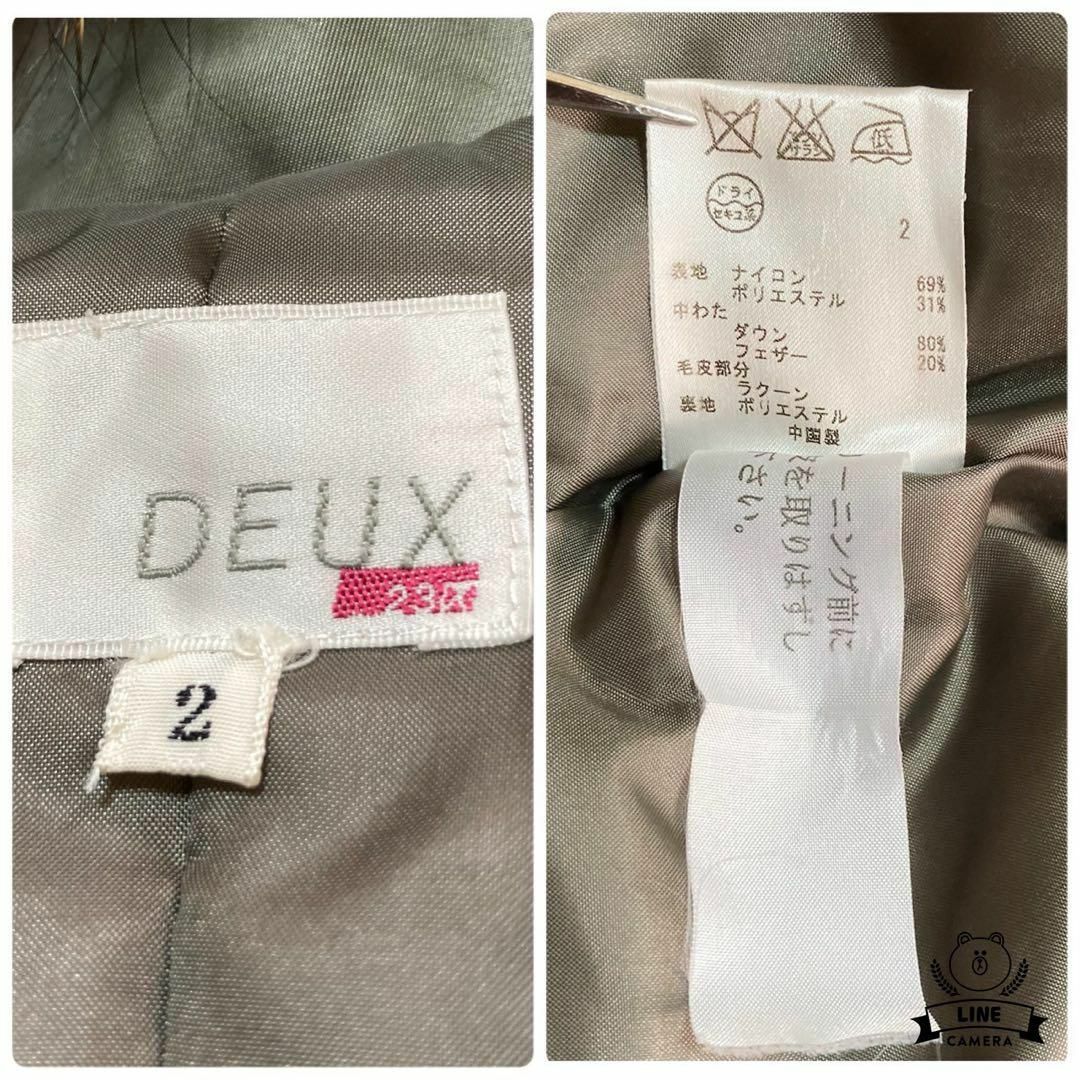 DEUX
23区
2
サラシ
低
ドライ
セキユ系
2
表地 ナイロン 69%
ポリエステル 31%
中わた
ダウン 80%
フェザー 20%
毛皮部分
ラクーン
裏地 ポリエステル
中国製
ーニング前に
を取りはずし
さい。
LINE
CAMERA